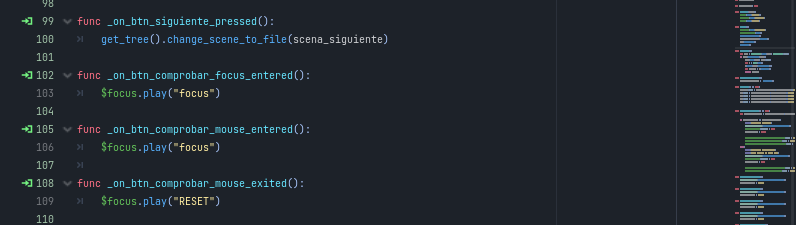 98
99 func _on_btn_siguiente_pressed():
100 get_tree().change_scene_to_file(scena_siguiente)
101
102 func _on_btn_comprobar_focus_entered():
103 $focus.play("focus")
104
105 func _on_btn_comprobar_mouse_entered():
106 $focus.play("focus")
107
108 func _on_btn_comprobar_mouse_exited():
109 $focus.play("RESET")
110